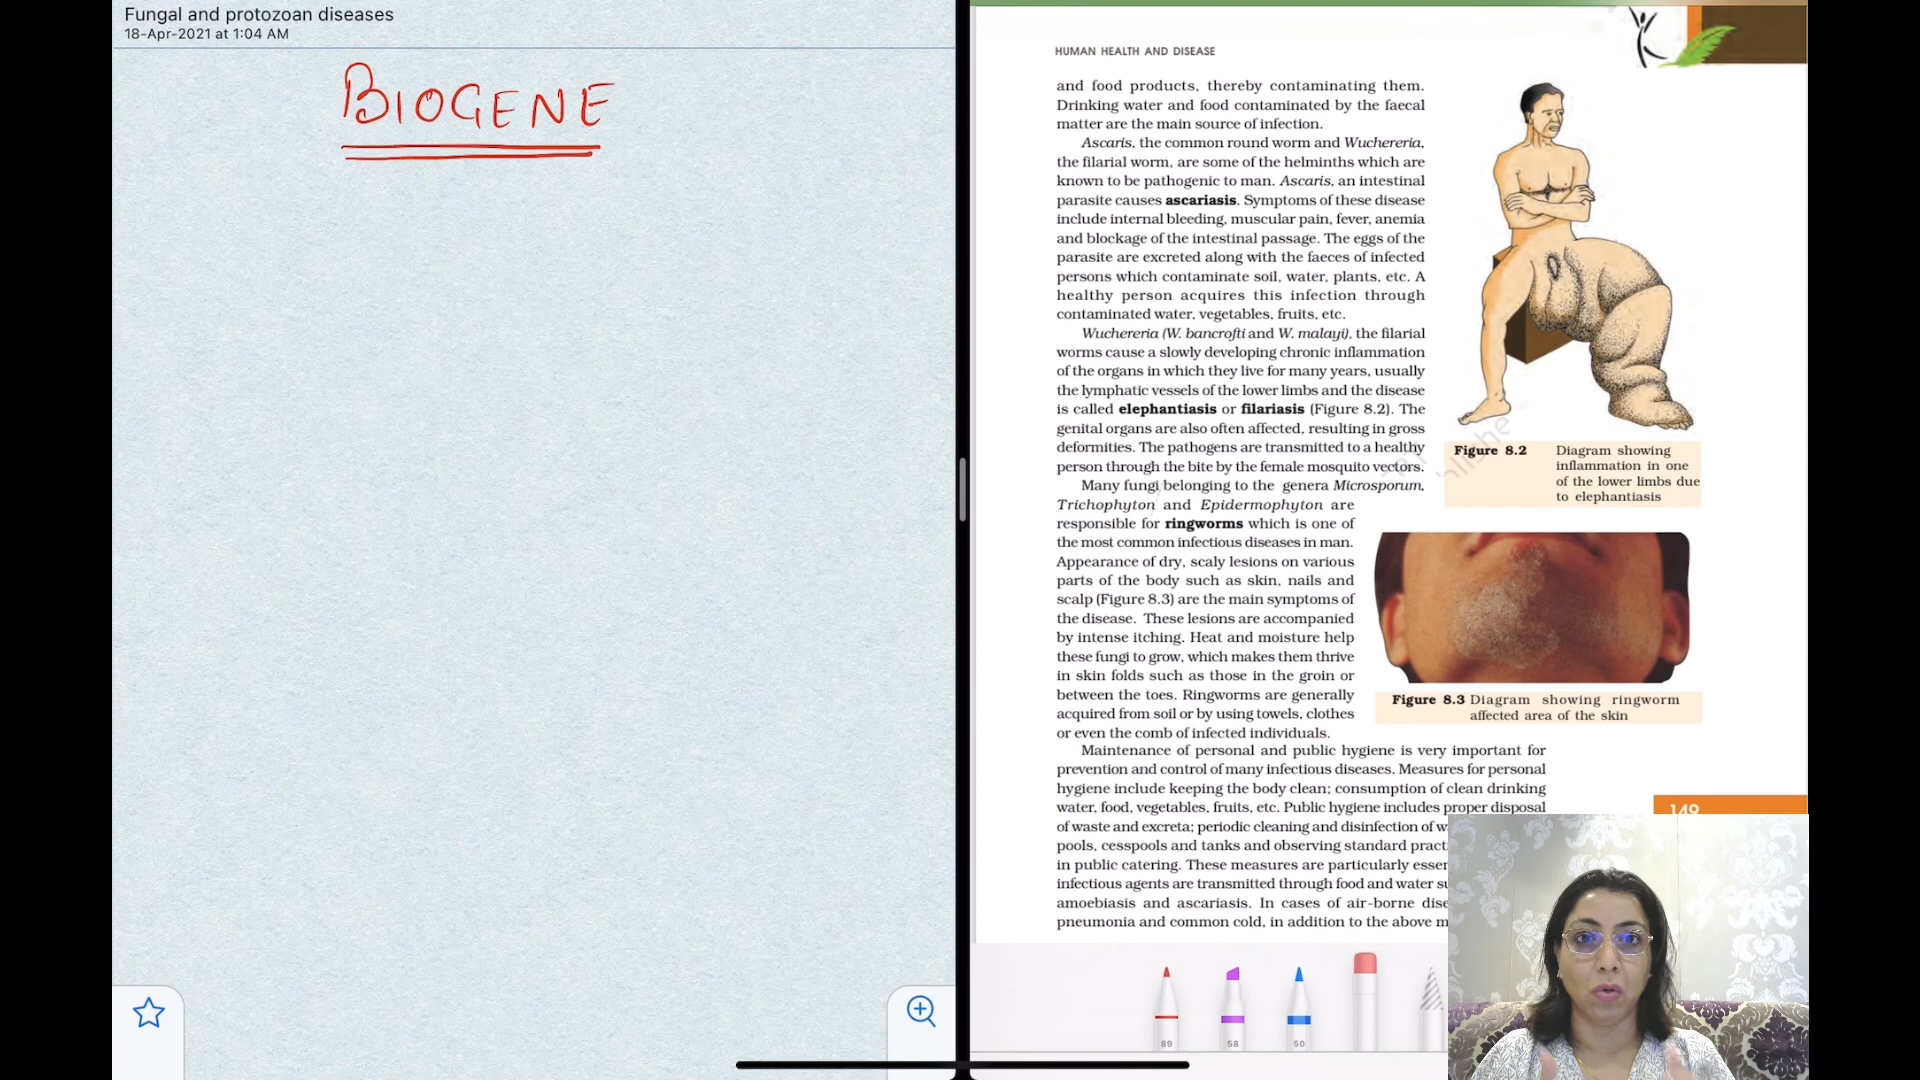 Fungal and protozoan diseases
18-Apr-2021 at 1:04 AM
BIOGENE
HUMAN HEALTH AND DISEASE
and food products, thereby contaminating them.
Drinking water and food contaminated by the faecal
matter are the main source of infection.
Ascaris, the common round worm and Wuchereria,
the filarial worm, are some of the helminths which are
known to be pathogenic to man. Ascaris, an intestinal
parasite causes ascariasis. Symptoms of these disease
include internal bleeding, muscular pain, fever, anemia
and blockage of the intestinal passage. The eggs of the
parasite are excreted along with the faeces of infected
persons which contaminate soil, water, plants, etc. A
healthy person acquires this infection through
contaminated water, vegetables, fruits, etc.
Wuchereria (W. bancrofti and W. malayi), the filarial
worms cause a slowly developing chronic inflammation
of the organs in which they live for many years, usually
the lymphatic vessels of the lower limbs and the disease
is called elephantiasis or filariasis (Figure 8.2). The
genital organs are also often affected, resulting in gross
deformities. The pathogens are transmitted to a healthy
person through the bite by the female mosquito vectors.
Many fungi belonging to the genera Microsporum,
Trichophyton and Epidermophyton are
responsible for ringworms which is one of
the most common infectious diseases in man.
Appearance of dry, scaly lesions on various
parts of the body such as skin, nails and
scalp (Figure 8.3) are the main symptoms of
the disease. These lesions are accompanied
by intense itching. Heat and moisture help
these fungi to grow, which makes them thrive
in skin folds such as those in the groin or
between the toes. Ringworms are generally
acquired from soil or by using towels, clothes
or even the comb of infected individuals.
Maintenance of personal and public hygiene is very important for
prevention and control of many infectious diseases. Measures for personal
hygiene include keeping the body clean; consumption of clean drinking
water, food, vegetables, fruits, etc. Public hygiene includes proper disposal
of waste and excreta; periodic cleaning and disinfection of w
pools, cesspools and tanks and observing standard pract
in public catering. These measures are particularly esser
infectious agents are transmitted through food and water su
amoebiasis and ascariasis. In cases of air-borne dise
pneumonia and common cold, in addition to the above m
Figure 8.2 Diagram showing
inflammation in one
of the lower limbs due
to elephantiasis
Figure 8.3 Diagram showing ringworm
affected area of the skin
149
89
58
50